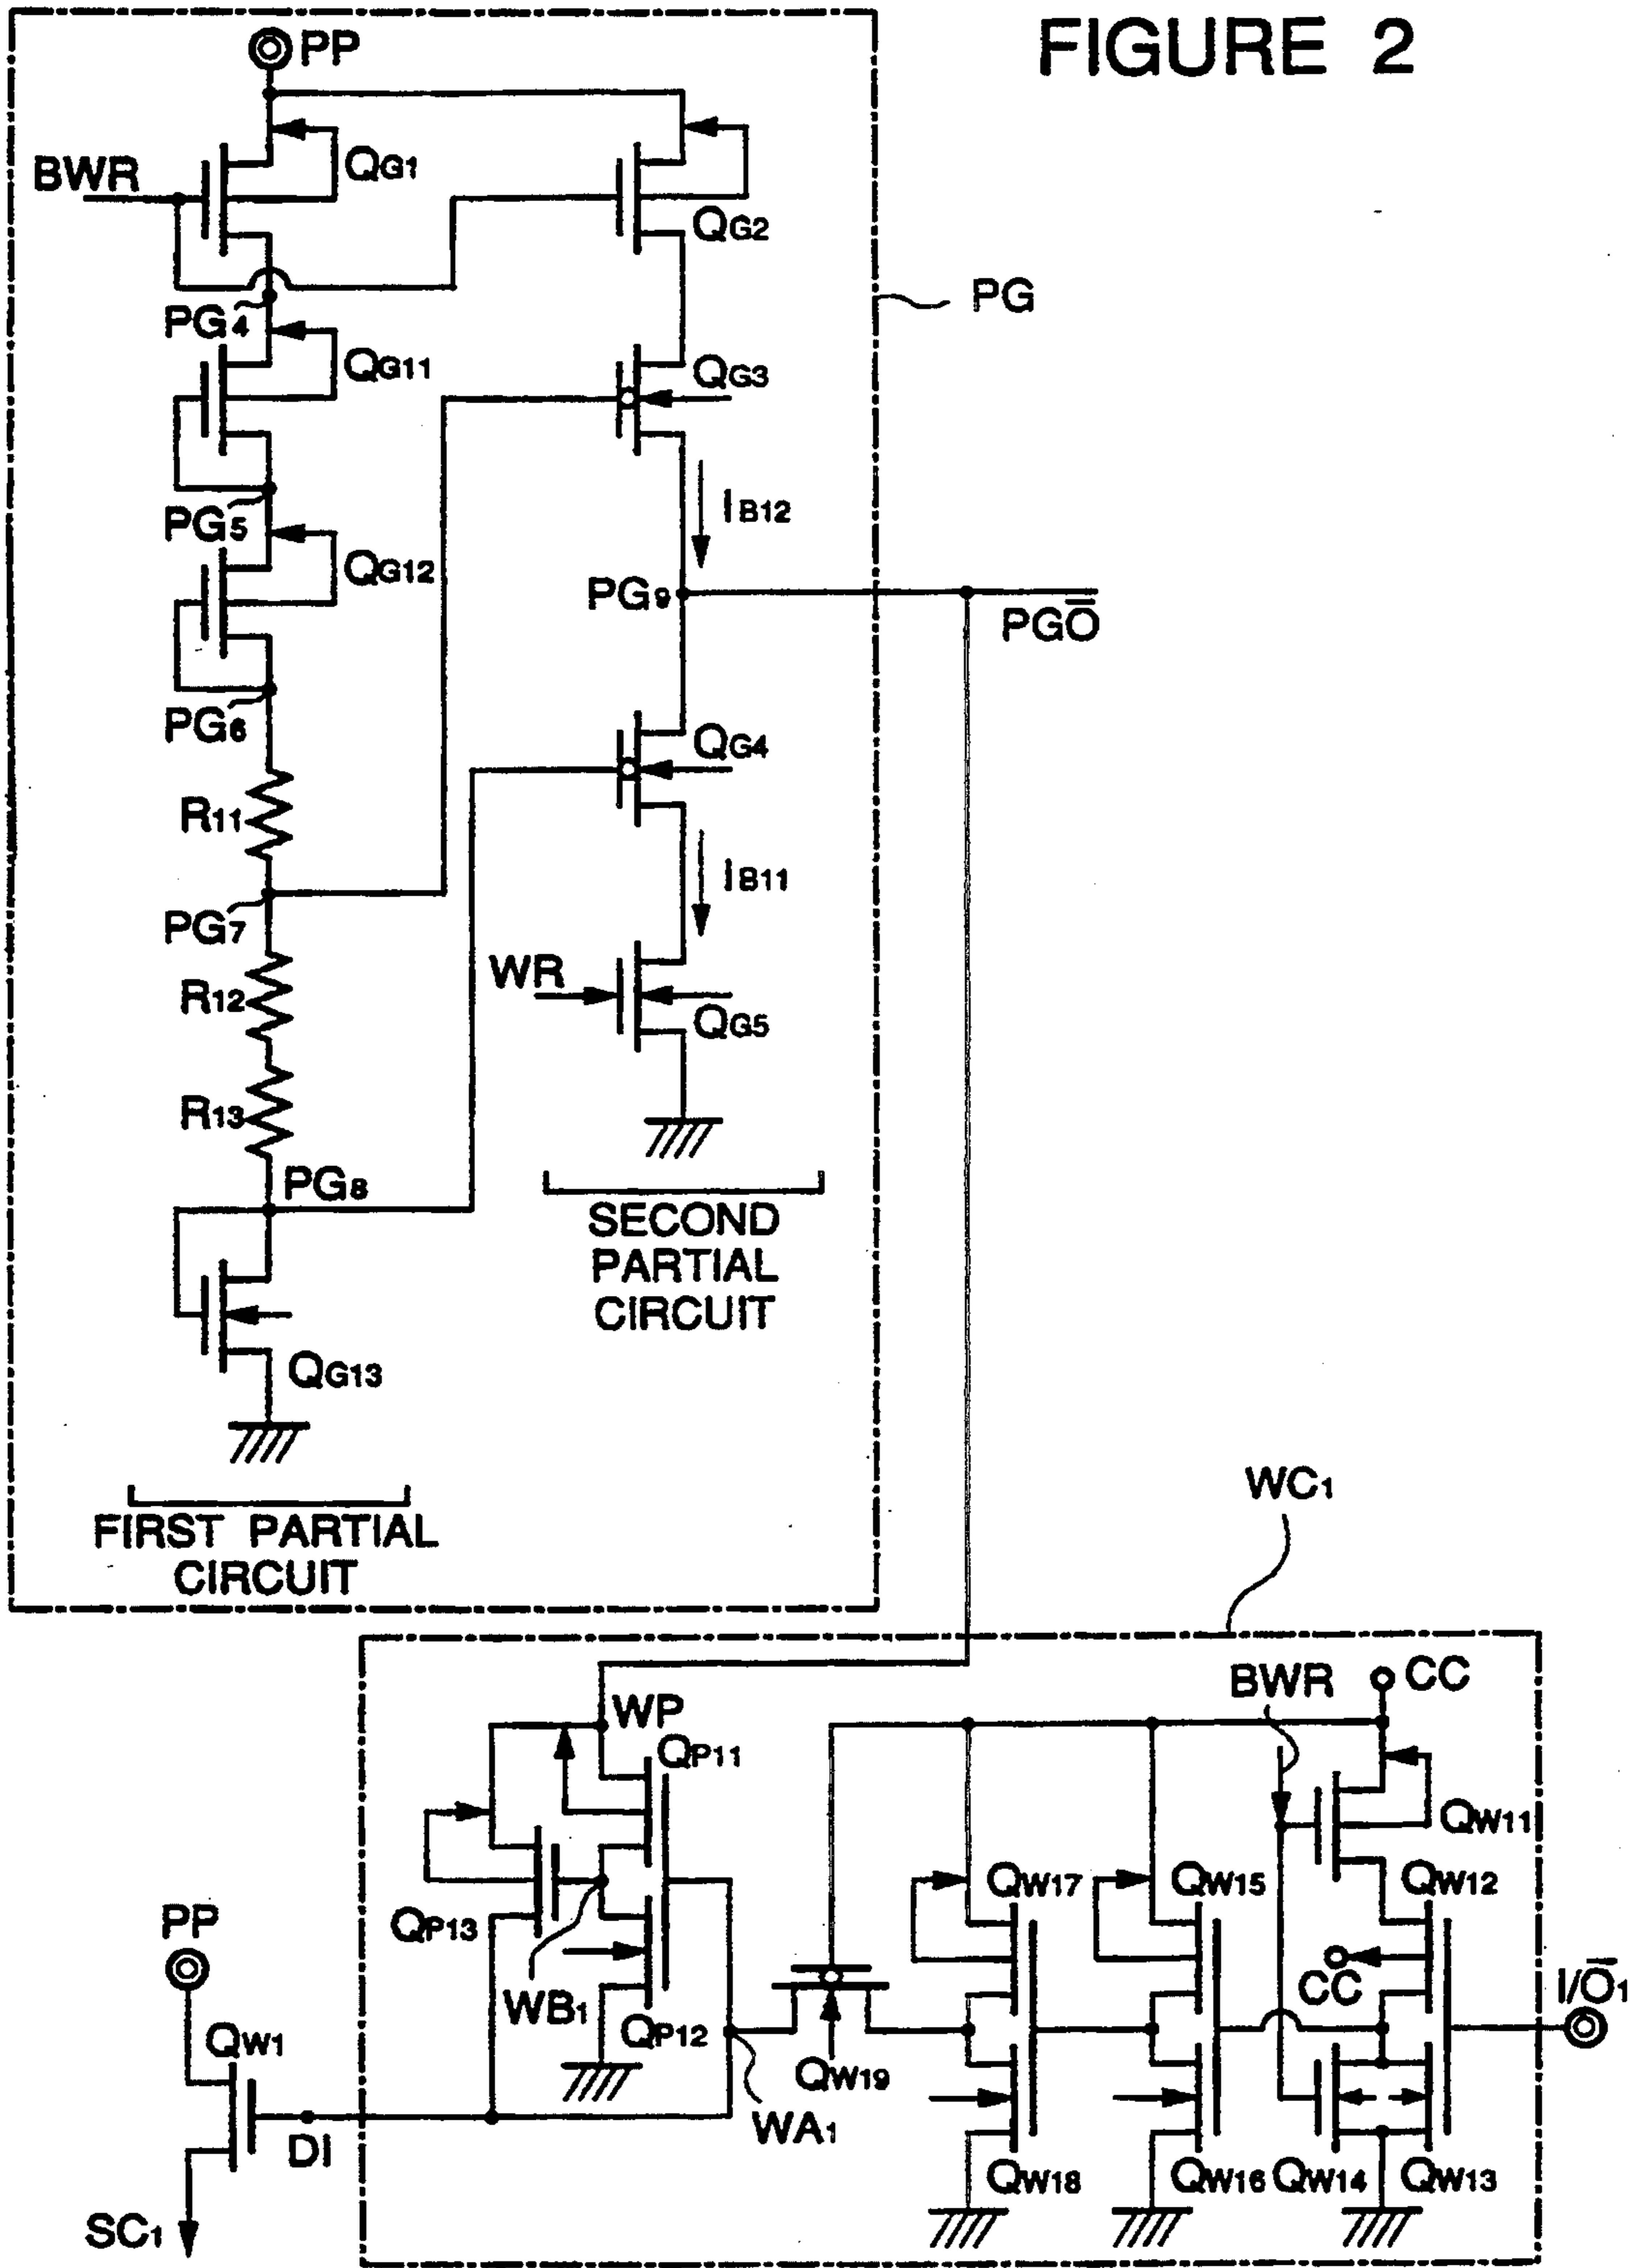 FIGURE 2
PP
BWR
QG1
QG2
PG
PG4
QG11
QG3
PG5
QG12
IB12
PG9
PGO̅
PG6
QG4
R11
IB11
PG7
WR
R12
QG5
R13
PG8
SECOND
PARTIAL
CIRCUIT
QG13
FIRST PARTIAL
CIRCUIT
WC1
BWR
CC
WP
QP11
QW11
QW17
QW15
QW12
PP
QP13
CC
I/O̅1
WB1
QP12
QW1
QW19
DI
WA1
QW18
QW16
QW14
QW13
SC1